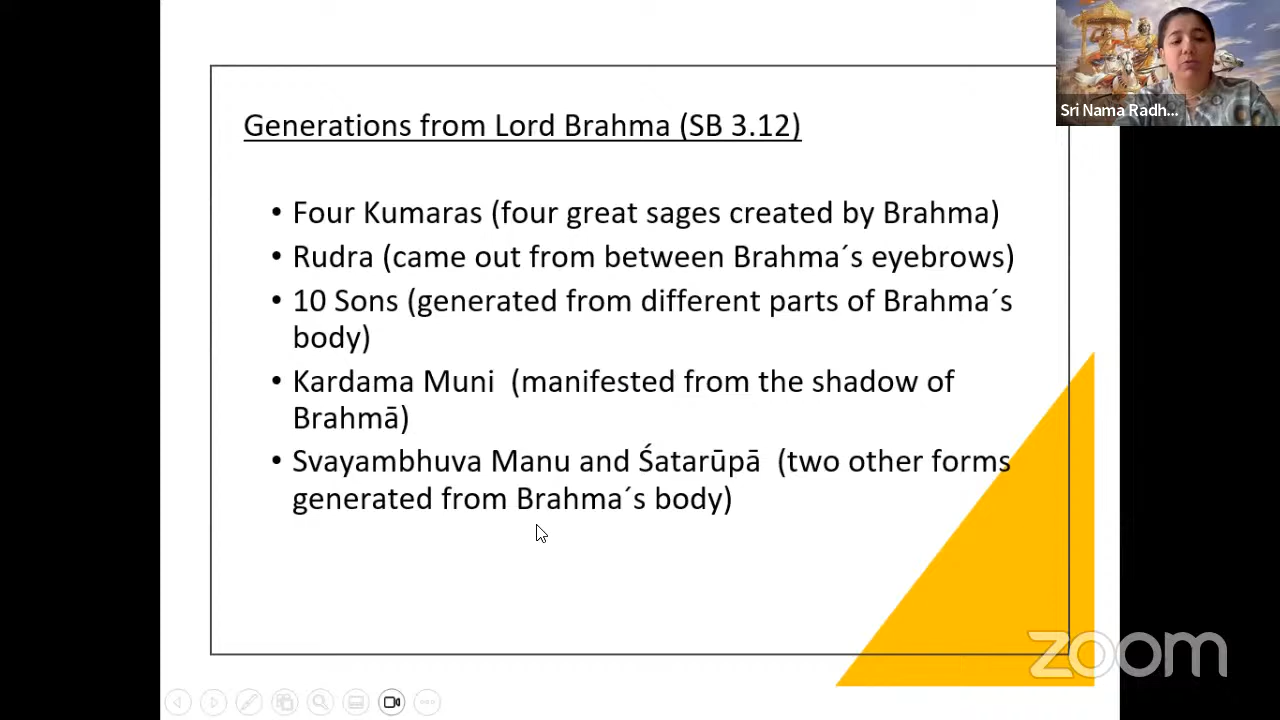 Generations from Lord Brahma (SB 3.12)
• Four Kumaras (four great sages created by Brahma)
• Rudra (came out from between Brahma´s eyebrows)
• 10 Sons (generated from different parts of Brahma´s
body)
• Kardama Muni (manifested from the shadow of
Brahmā)
• Svayambhuva Manu and Śatarūpā (two other forms
generated from Brahma´s body)
Sri Nama Radh...
zoom